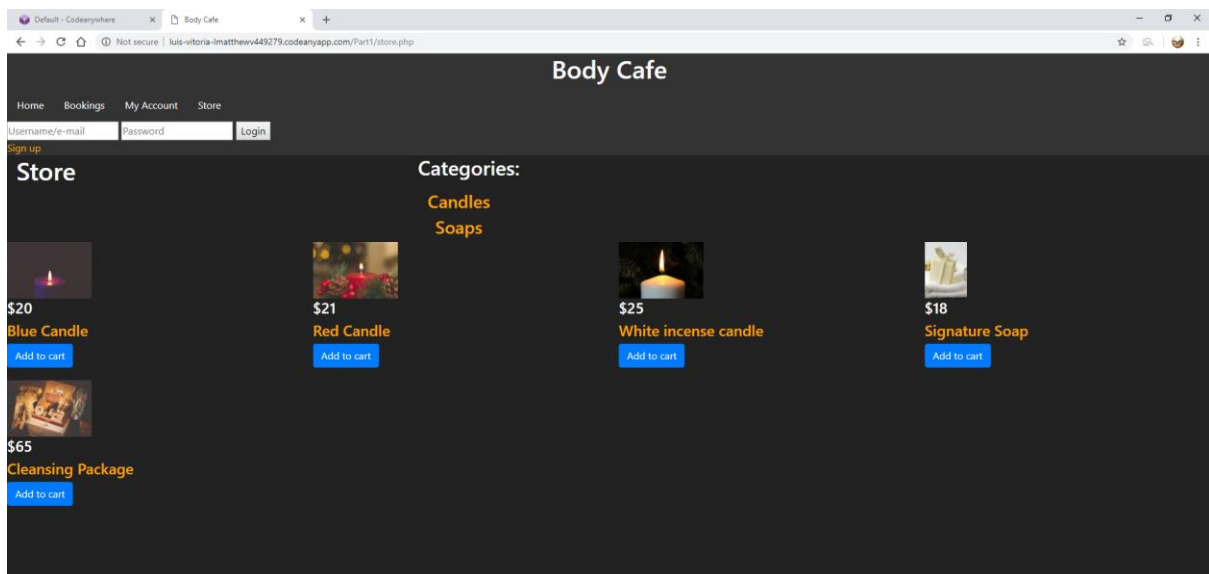 Default - Codeanywhere
Body Cafe
Not secure | luis-vitoria-lmatthewv449279.codeanyapp.com/Part1/store.php
Body Cafe
Home Bookings My Account Store
Username/e-mail Password Login
Sign up
Store
Categories:
Candles
Soaps
$20 $21 $25 $18
Blue Candle Red Candle White incense candle Signature Soap
Add to cart Add to cart Add to cart Add to cart
$65
Cleansing Package
Add to cart